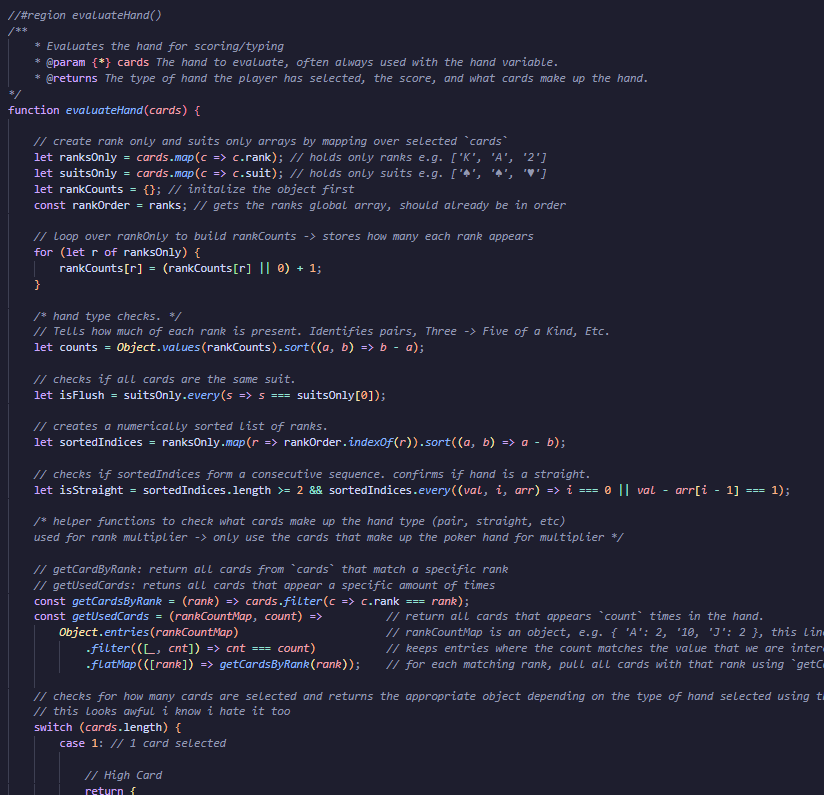 //#region evaluateHand()
/**
* Evaluates the hand for scoring/typing
* @param {*} cards The hand to evaluate, often always used with the hand variable.
* @returns The type of hand the player has selected, the score, and what cards make up the hand.
*/
function evaluateHand(cards) {
// create rank only and suits only arrays by mapping over selected `cards`
let ranksOnly = cards.map(c => c.rank); // holds only ranks e.g. ['K', 'A', '2']
let suitsOnly = cards.map(c => c.suit); // holds only suits e.g. ['♠', '♠', '♥']
let rankCounts = {}; // initalize the object first
const rankOrder = ranks; // gets the ranks global array, should already be in order
// loop over rankOnly to build rankCounts -> stores how many each rank appears
for (let r of ranksOnly) {
rankCounts[r] = (rankCounts[r] || 0) + 1;
}
/* hand type checks. */
// Tells how much of each rank is present. Identifies pairs, Three -> Five of a Kind, Etc.
let counts = Object.values(rankCounts).sort((a, b) => b - a);
// checks if all cards are the same suit.
let isFlush = suitsOnly.every(s => s === suitsOnly[0]);
// creates a numerically sorted list of ranks.
let sortedIndices = ranksOnly.map(r => rankOrder.indexOf(r)).sort((a, b) => a - b);
// checks if sortedIndices form a consecutive sequence. confirms if hand is a straight.
let isStraight = sortedIndices.length >= 2 && sortedIndices.every((val, i, arr) => i === 0 || val - arr[i - 1] === 1);
/* helper functions to check what cards make up the hand type (pair, straight, etc)
used for rank multiplier -> only use the cards that make up the poker hand for multiplier */
// getCardByRank: return all cards from `cards` that match a specific rank
// getUsedCards: retuns all cards that appear a specific amount of times
const getCardsByRank = (rank) => cards.filter(c => c.rank === rank);
const getUsedCards = (rankCountMap, count) => // return all cards that appears `count` times in the hand.
Object.entries(rankCountMap) // rankCountMap is an object, e.g. { 'A': 2, '10, 'J': 2 }, this
.filter(([_, cnt]) => cnt === count) // keeps entries where the count matches the value that we are
.flatMap(([rank]) => getCardsByRank(rank)); // for each matching rank, pull all cards with that rank using
// checks for how many cards are selected and returns the appropriate object depending on the type of hand selected using
// this looks awful i know i hate it too
switch (cards.length) {
case 1: // 1 card selected
// High Card
return {